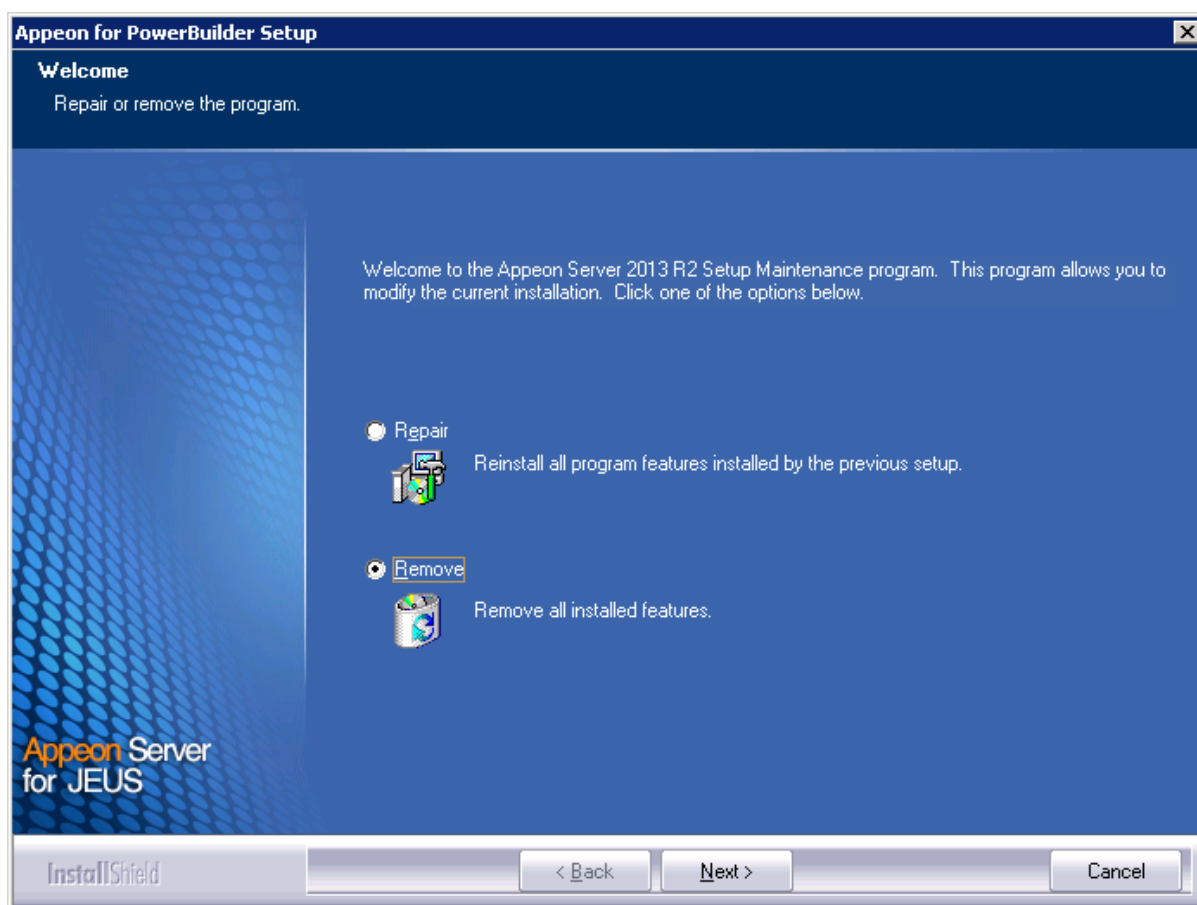 Appeon for PowerBuilder Setup
Welcome
Repair or remove the program.
Welcome to the Appeon Server 2013 R2 Setup Maintenance program. This program allows you to
modify the current installation. Click one of the options below.
Repair
Reinstall all program features installed by the previous setup.
Remove
Remove all installed features.
Appeon Server
for JEUS
InstallShield
< Back
Next >
Cancel